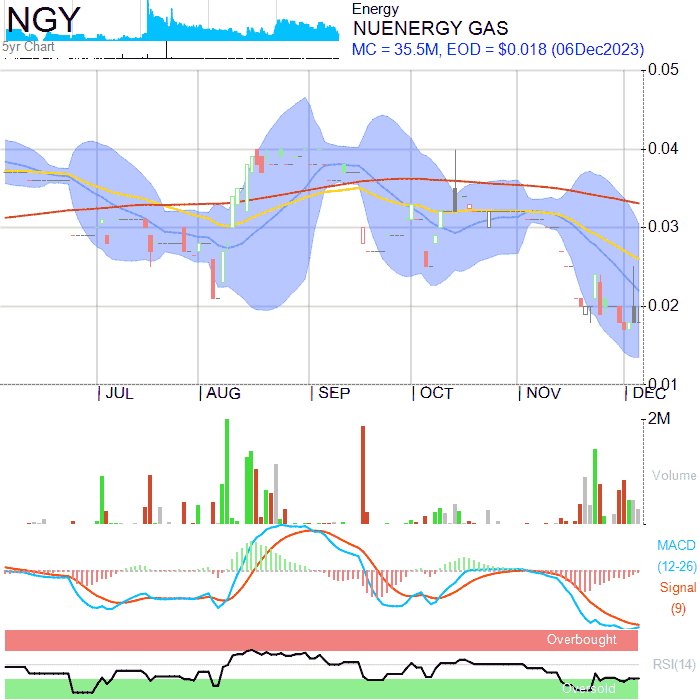 NGY
5yr Chart
Energy
NUENERGY GAS
MC = 35.5M, EOD = $0.018 (06Dec2023)
0.05
0.04
0.03
0.02
0.01
JUL AUG SEP OCT NOV DEC
2M
Volume
MACD
(12-26)
Signal
(9)
Overbought
RSI(14)
Oversold